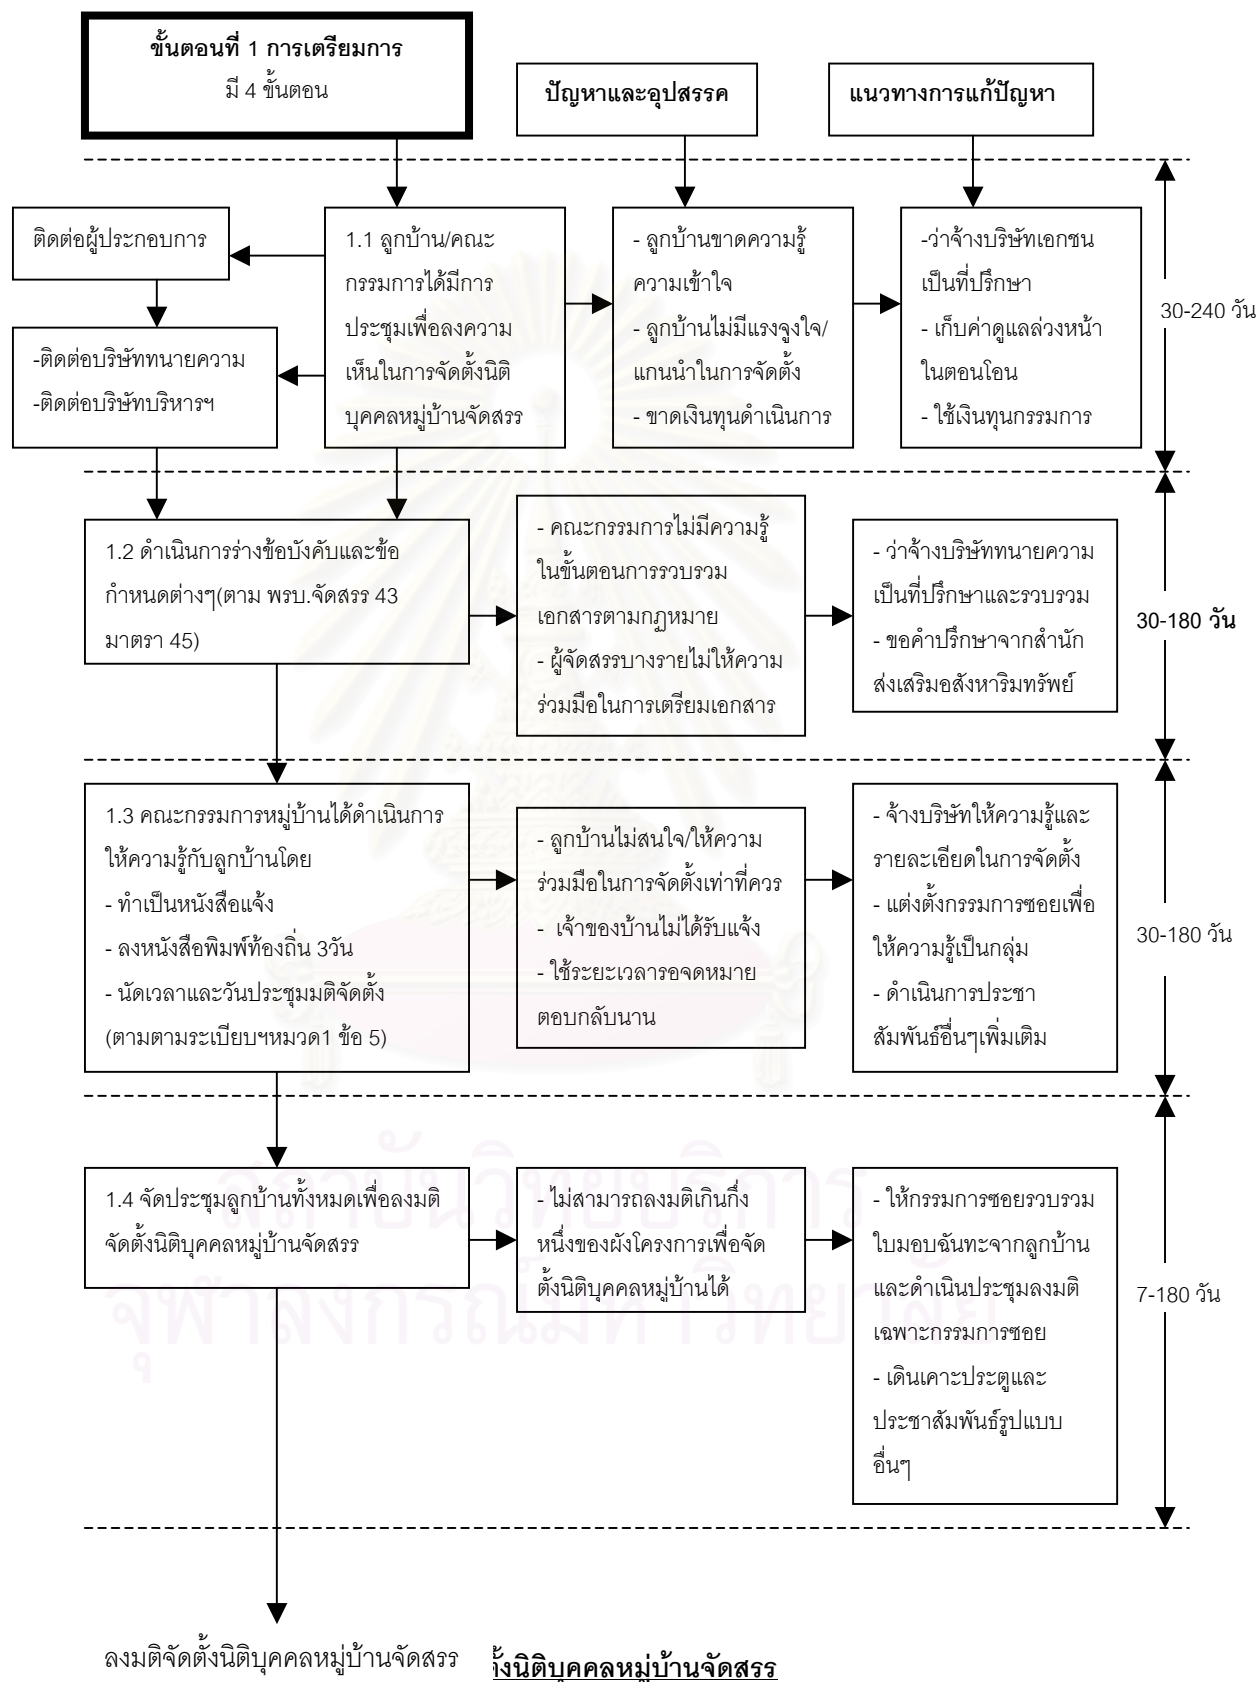 ขั้นตอนที่ 1 การเตรียมการ
มี 4 ขั้นตอน
ปัญหาและอุปสรรค
แนวทางการแก้ปัญหา
ติดต่อผู้ประกอบการ
-ติดต่อบริษัททนายความ
-ติดต่อบริษัทบริหารฯ
1.1 ลูกบ้าน/คณะ
กรรมการได้มีการ
ประชุมเพื่อลงความ
เห็นในการจัดตั้งนิติ
บุคคลหมู่บ้านจัดสรร
- ลูกบ้านขาดความรู้
ความเข้าใจ
- ลูกบ้านไม่มีแรงจูงใจ/
แกนนำในการจัดตั้ง
- ขาดเงินทุนดำเนินการ
-ว่าจ้างบริษัทเอกชน
เป็นที่ปรึกษา
- เก็บค่าดูแลล่วงหน้า
ในตอนโอน
- ใช้เงินทุนกรรมการ
30-240 วัน
1.2 ดำเนินการร่างข้อบังคับและข้อ
กำหนดต่างๆ(ตาม พรบ.จัดสรร 43
มาตรา 45)
- คณะกรรมการไม่มีความรู้
ในขั้นตอนการรวบรวม
เอกสารตามกฎหมาย
- ผู้จัดสรรบางรายไม่ให้ความ
ร่วมมือในการเตรียมเอกสาร
- ว่าจ้างบริษัททนายความ
เป็นที่ปรึกษาและรวบรวม
- ขอคำปรึกษาจากสำนัก
ส่งเสริมอสังหาริมทรัพย์
30-180 วัน
1.3 คณะกรรมการหมู่บ้านได้ดำเนินการ
ให้ความรู้กับลูกบ้านโดย
- ทำเป็นหนังสือแจ้ง
- ลงหนังสือพิมพ์ท้องถิ่น 3วัน
- นัดเวลาและวันประชุมมติจัดตั้ง
(ตามตามระเบียบฯหมวด1 ข้อ 5)
- ลูกบ้านไม่สนใจ/ให้ความ
ร่วมมือในการจัดตั้งเท่าที่ควร
- เจ้าของบ้านไม่ได้รับแจ้ง
- ใช้ระยะเวลารอจดหมาย
ตอบกลับนาน
- จ้างบริษัทให้ความรู้และ
รายละเอียดในการจัดตั้ง
- แต่งตั้งกรรมการซอยเพื่อ
ให้ความรู้เป็นกลุ่ม
- ดำเนินการประชา
สัมพันธ์อื่นๆเพิ่มเติม
30-180 วัน
1.4 จัดประชุมลูกบ้านทั้งหมดเพื่อลงมติ
จัดตั้งนิติบุคคลหมู่บ้านจัดสรร
- ไม่สามารถลงมติเกินกึ่ง
หนึ่งของผังโครงการเพื่อจัด
ตั้งนิติบุคคลหมู่บ้านได้
- ให้กรรมการซอยรวบรวม
ใบมอบฉันทะจากลูกบ้าน
และดำเนินประชุมลงมติ
เฉพาะกรรมการซอย
- เดินเคาะประตูและ
ประชาสัมพันธ์รูปแบบ
อื่นๆ
7-180 วัน
สถาบันวิทยบริการ
จุฬาลงกรณ์มหาวิทยาลัย
ลงมติจัดตั้งนิติบุคคลหมู่บ้านจัดสรร
ตั้งนิติบุคคลหมู่บ้านจัดสรร